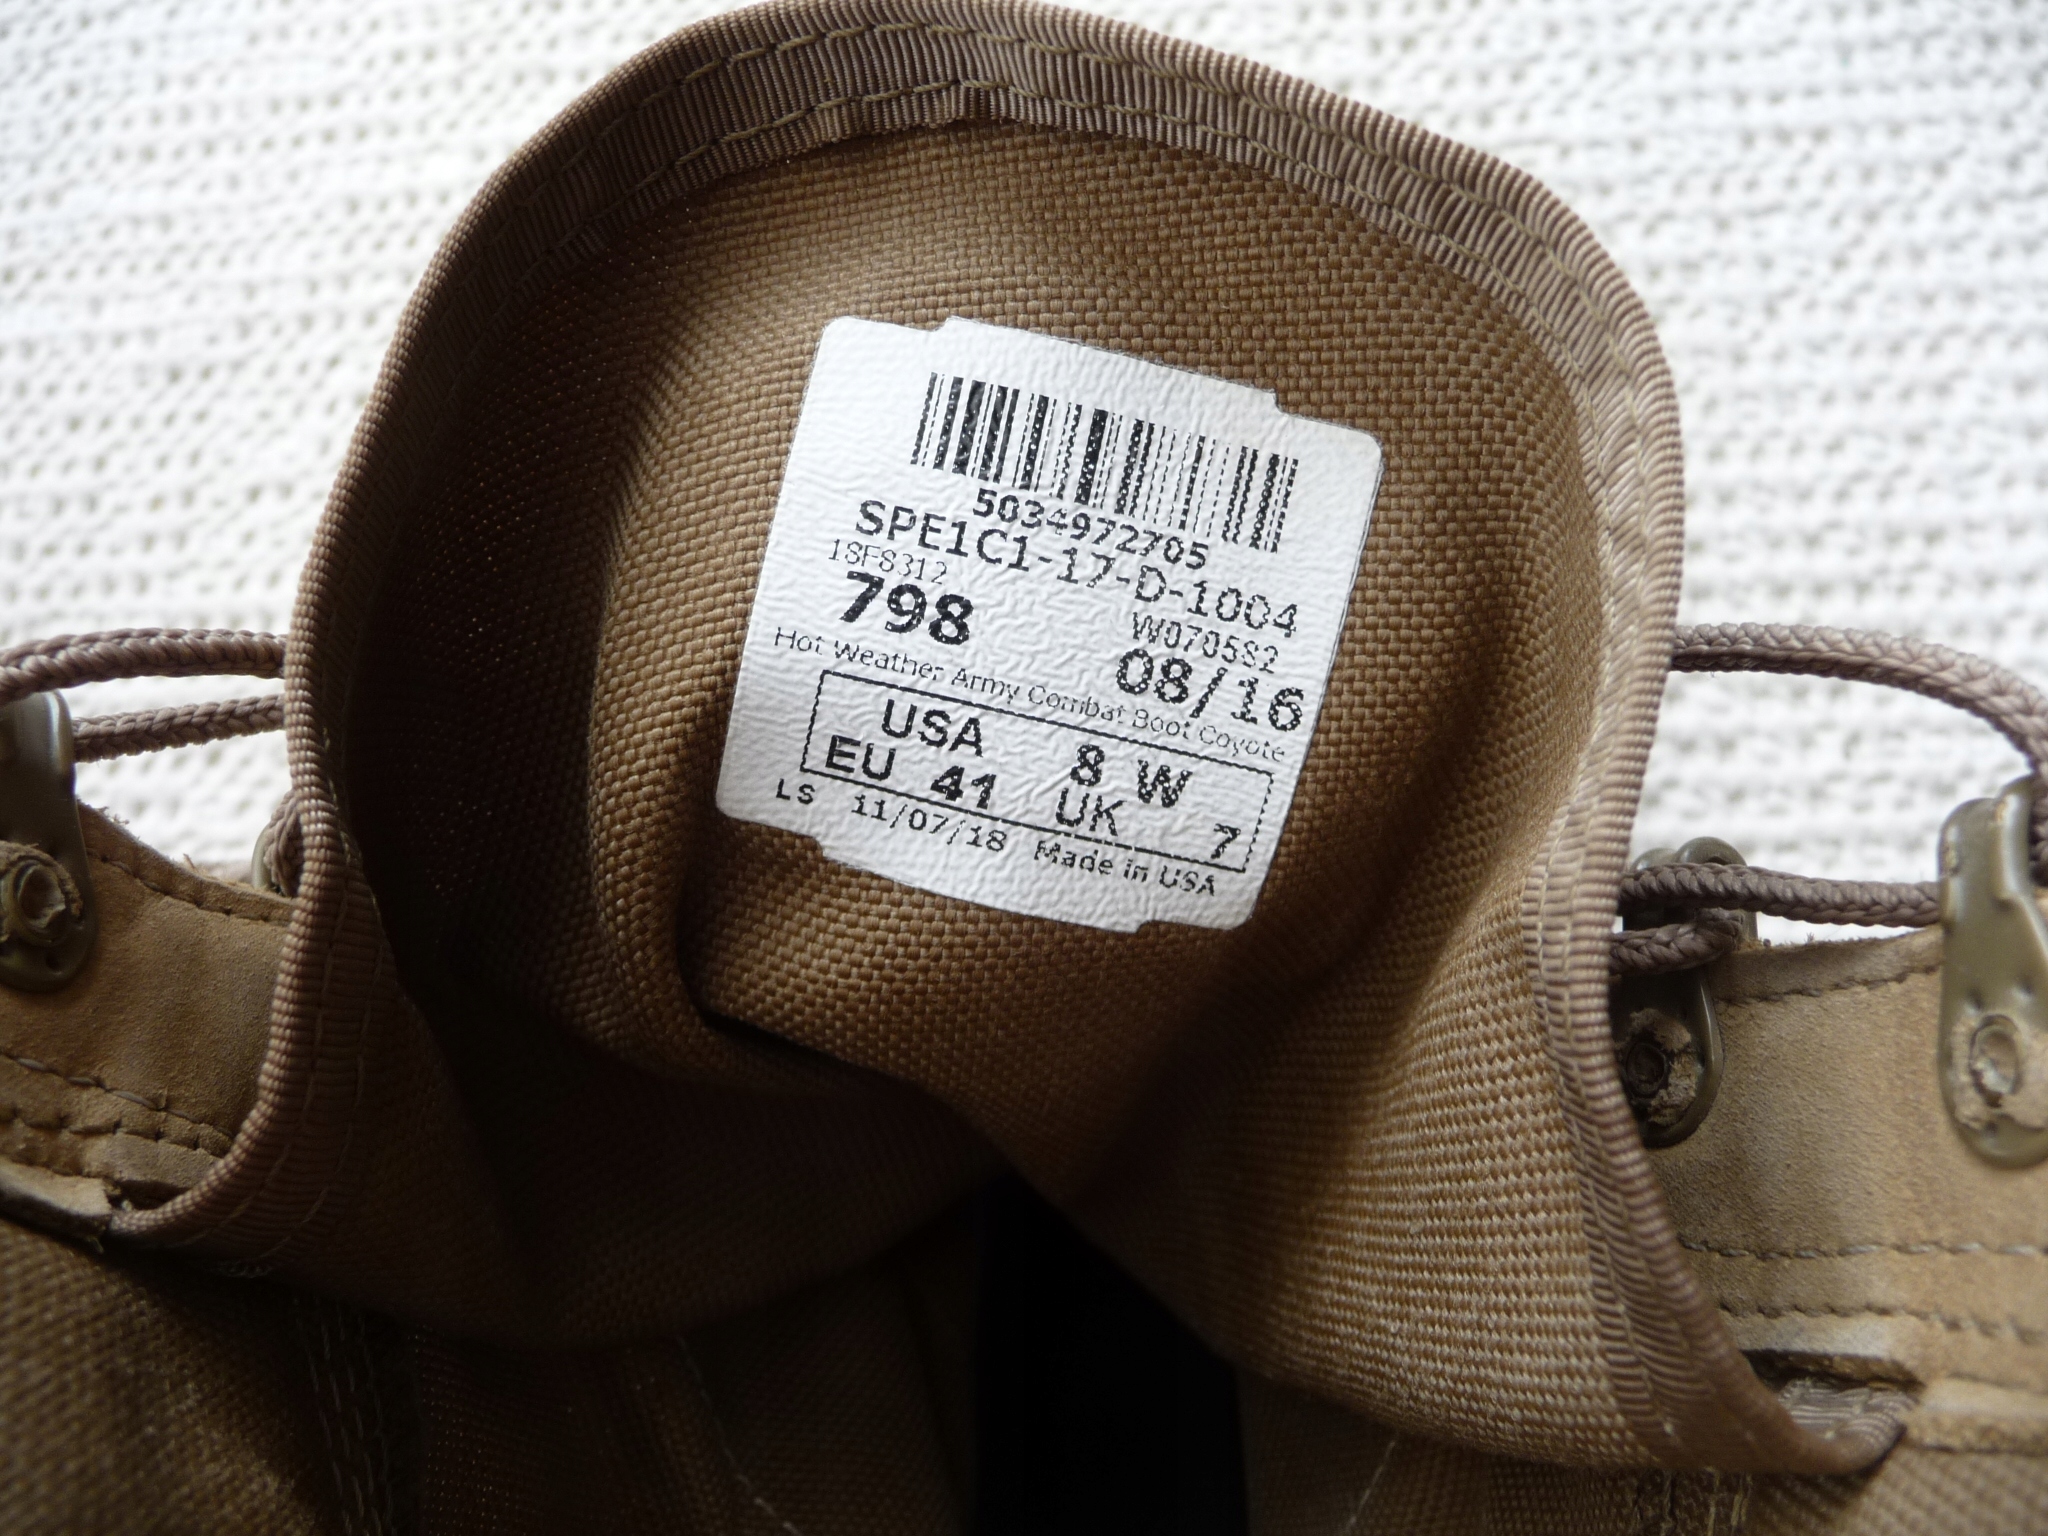 5034972705
SPE1C1-17-D-1004
18F8312 W0705S2
798 08/16
Hot Weather Army Combat Boot Coyote
USA 8 W
EU 41 UK 7
LS 11/07/18 Made in USA